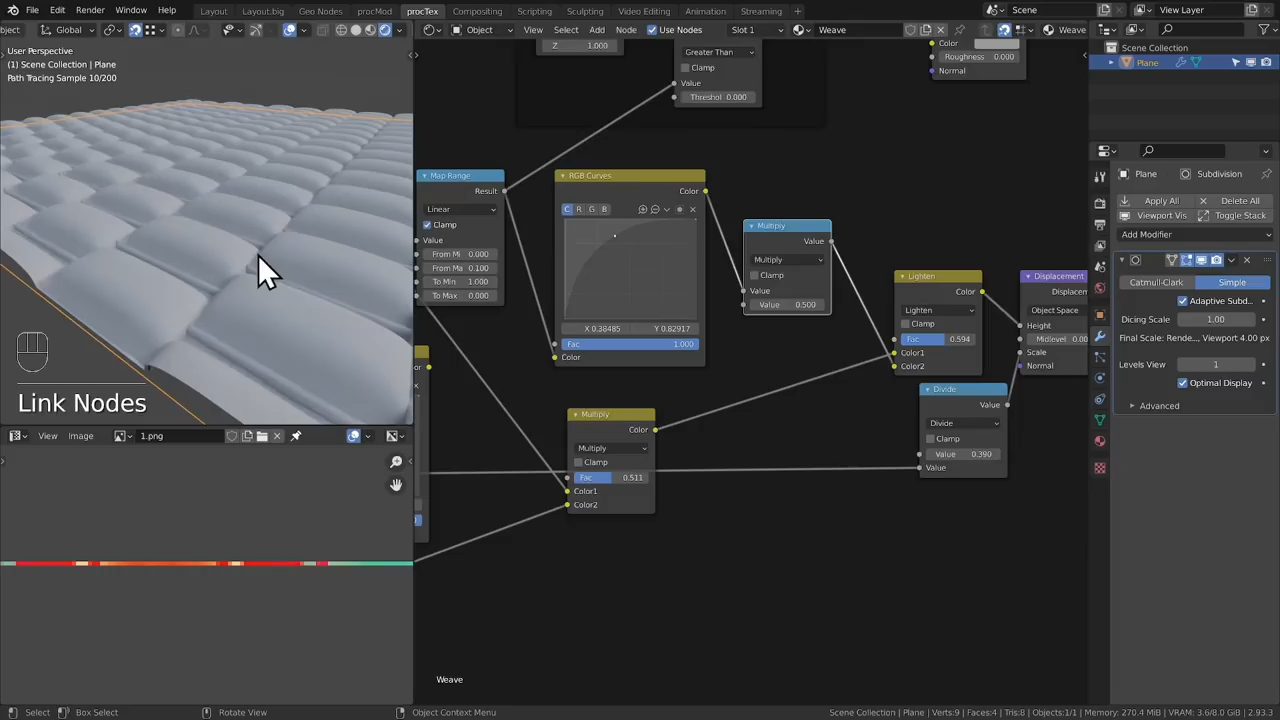 File Edit Render Window Help Layout Layout.big Geo Nodes procMod procTex Compositing Scripting Sculpting Video Editing Animation Streaming + Scene View Layer
bject Global Object View Select Add Node Use Nodes Slot 1 Weave Weave
User Perspective
(1) Scene Collection | Plane
Path Tracing Sample 10/200
Link Nodes
View Image 1.png
Z 1.000
Greater Than
Clamp
Value
Threshol 0.000
Color
Roughness 0.000
Normal
Map Range
Result
Linear
Clamp
Value
From Mi 0.000
From Ma 0.100
To Min 1.000
To Max 0.000
RGB Curves
Color
C R G B
X 0.38485 Y 0.82917
Fac 1.000
Color
Multiply
Value
Multiply
Clamp
Value
Value 0.500
Lighten
Color
Lighten
Clamp
Fac 0.594
Color1
Color2
Displacement
Displacem
Object Space
Height
Midlevel 0.00
Scale
Normal
or
Multiply
Color
Multiply
Clamp
Fac 0.511
Color1
Color2
Divide
Value
Divide
Clamp
Value 0.390
Value
Weave
Scene Collection
Plane
Plane Subdivision
Apply All Delete All
Viewport Vis Toggle Stack
Add Modifier
Catmull-Clark Simple
Adaptive Subd...
Dicing Scale 1.00
Final Scale: Rende..., Viewport 4.00 px
Levels View 1
Optimal Display
Advanced
Select Box Select Rotate View Object Context Menu Scene Collection | Plane | Verts:9 | Faces:4 | Tris:8 | Objects:1/1 | Memory: 270.4 MiB | VRAM: 3.6/8.0 GiB | 2.93.3